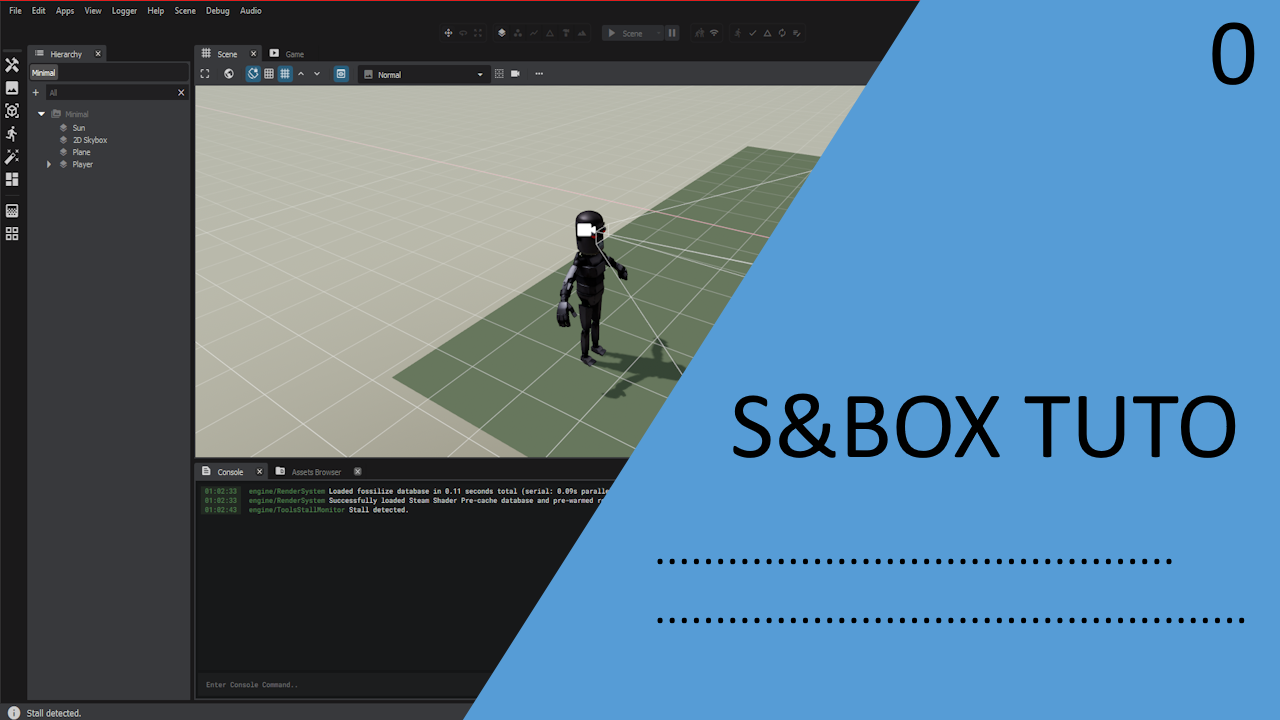 File Edit Apps View Logger Help Scene Debug Audio
0
Scene
Hierarchy
Scene Game
Minimal
Normal
All
Minimal
Sun
2D Skybox
Plane
Player
S&BOX TUTO
Console Assets Browser
01:02:33 engine/RenderSystem Loaded fossilize database in 0.11 seconds total (serial: 0.09s paralle
01:02:33 engine/RenderSystem Successfully loaded Steam Shader Pre-cache database and pre-warmed
01:02:43 engine/ToolsStallMonitor Stall detected.
...........................................
.................................................
Enter Console Command..
Stall detected.